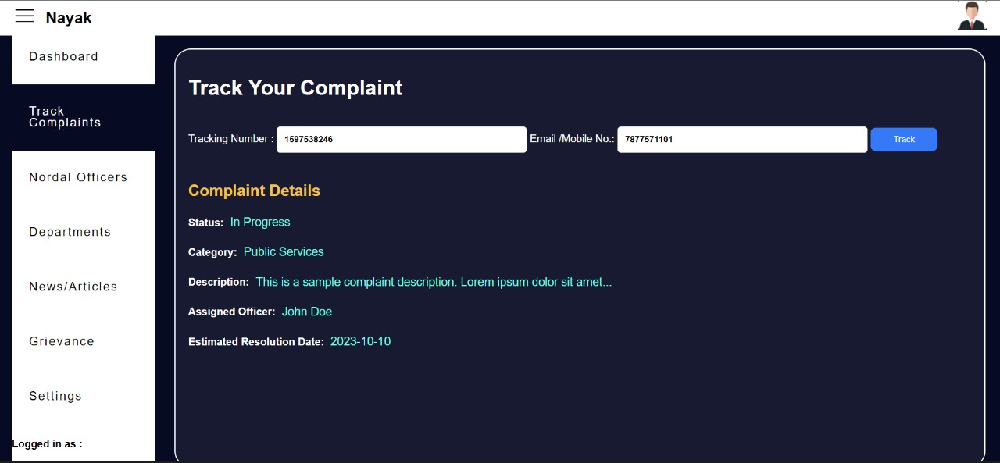 Nayak
Dashboard
Track
Complaints
Nordal Officers
Departments
News/Articles
Grievance
Settings
Logged in as :
Track Your Complaint
Tracking Number : 1597538246 Email /Mobile No.: 7877571101 Track
Complaint Details
Status: In Progress
Category: Public Services
Description: This is a sample complaint description. Lorem ipsum dolor sit amet...
Assigned Officer: John Doe
Estimated Resolution Date: 2023-10-10